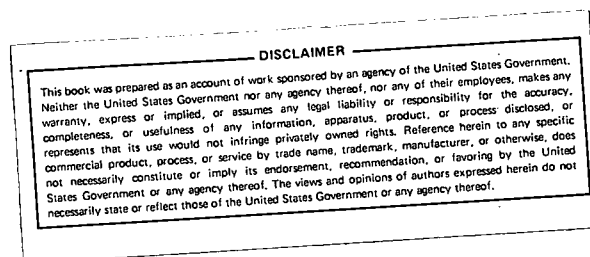 DISCLAIMER
This book was prepared as an account of work sponsored by an agency of the United States Government.
Neither the United States Government nor any agency thereof, nor any of their employees, makes any
warranty, express or implied, or assumes any legal liability or responsibility for the accuracy,
completeness, or usefulness of any information, apparatus, product, or process disclosed, or
represents that its use would not infringe privately owned rights. Reference herein to any specific
commercial product, process, or service by trade name, trademark, manufacturer, or otherwise, does
not necessarily constitute or imply its endorsement, recommendation, or favoring by the United
States Government or any agency thereof. The views and opinions of authors expressed herein do not
necessarily state or reflect those of the United States Government or any agency thereof.